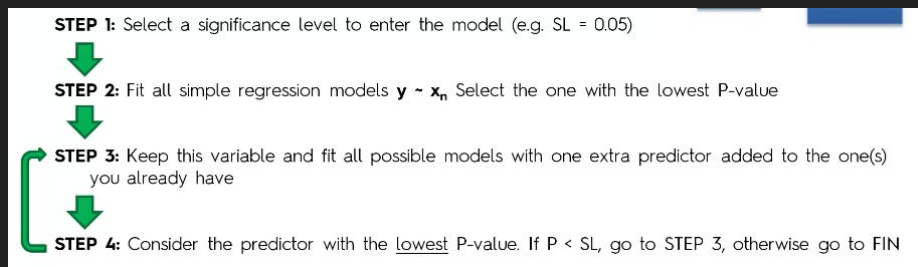 STEP 1: Select a significance level to enter the model (e.g. SL = 0.05)
STEP 2: Fit all simple regression models y ~ xn Select the one with the lowest P-value
STEP 3: Keep this variable and fit all possible models with one extra predictor added to the one(s)
you already have
STEP 4: Consider the predictor with the lowest P-value. If P < SL, go to STEP 3, otherwise go to FIN